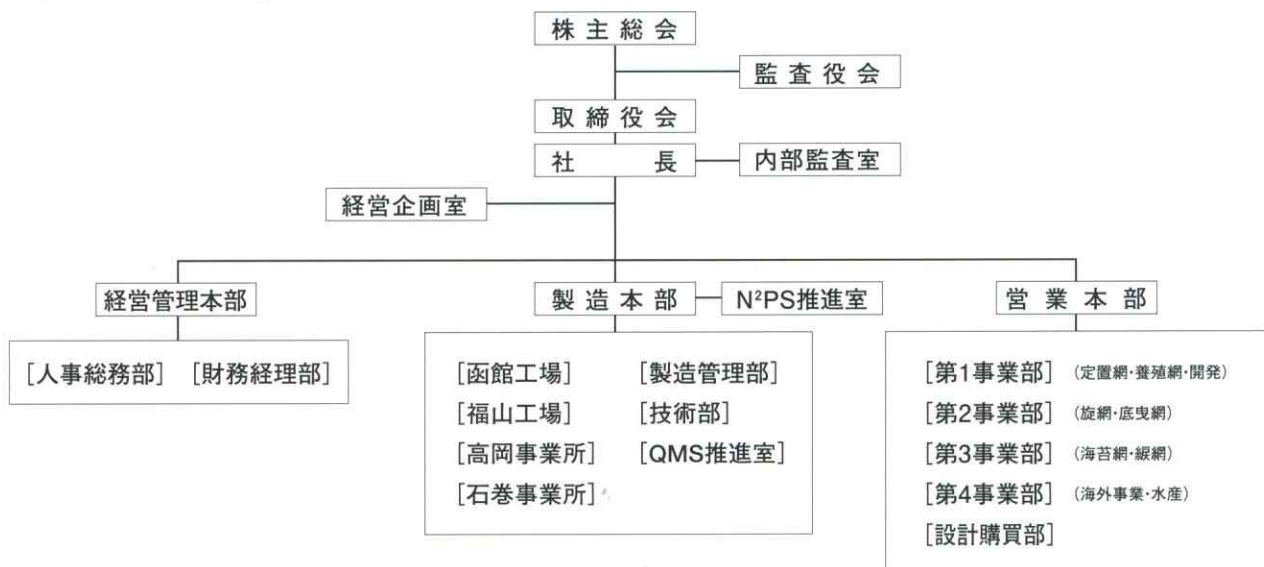 株主総会
監査役会
取締役会
社長
内部監査室
経営企画室
経営管理本部
製造本部
N²PS推進室
営業本部
[人事総務部] [財務経理部]
[函館工場] [製造管理部]
[福山工場] [技術部]
[高岡事業所] [QMS推進室]
[石巻事業所]
[第1事業部] (定置網・養殖網・開発)
[第2事業部] (旋網・底曳網)
[第3事業部] (海苔網・綟網)
[第4事業部] (海外事業・水産)
[設計購買部]